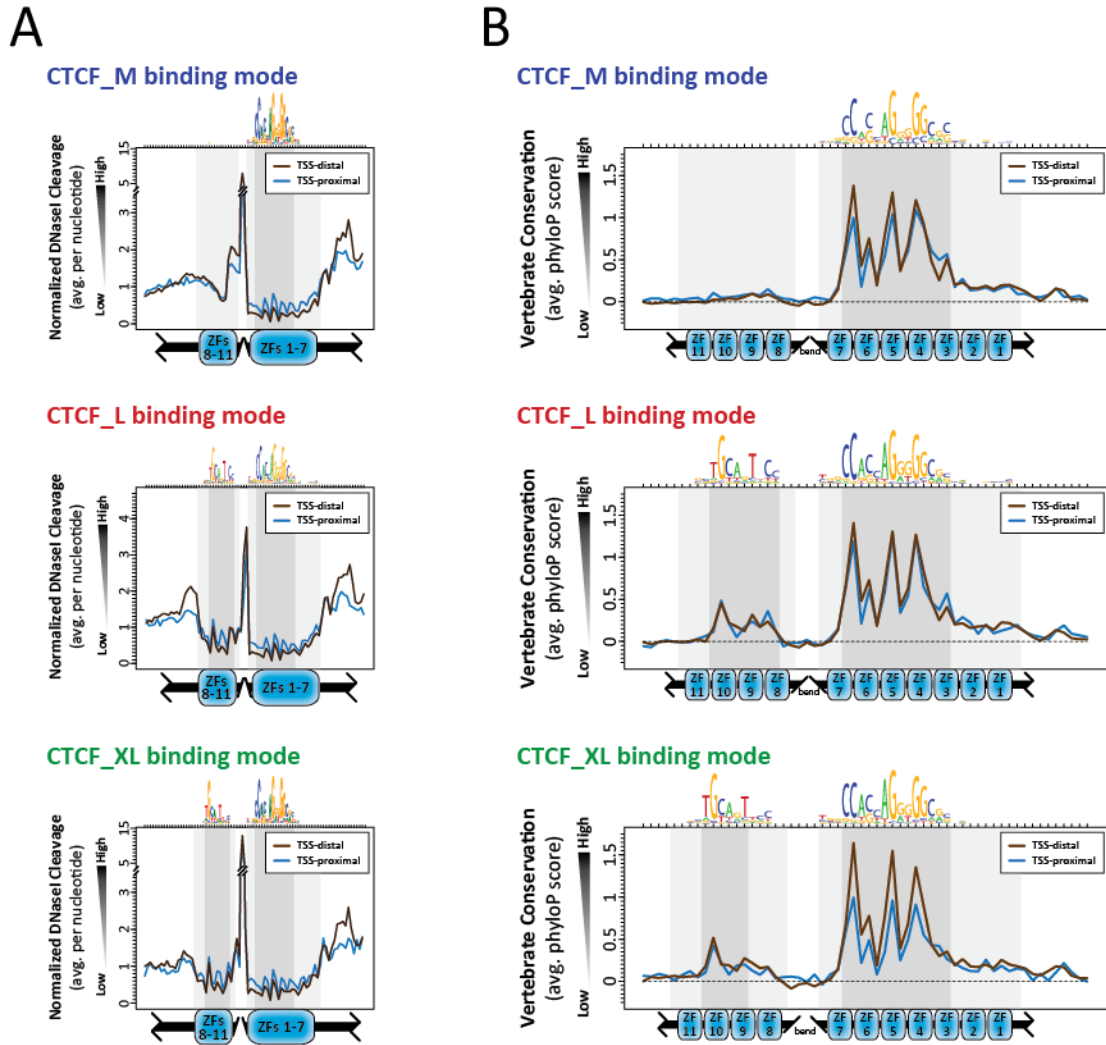 A
B
CTCF_M binding mode
CTCF_M binding mode
Normalized DNaseI Cleavage
(avg. per nucleotide)
Low
High
15
5
3
2
1
0
TSS-distal
TSS-proximal
ZFs
8-11
ZFs 1-7
Vertebrate Conservation
(avg. phyloP score)
Low
High
1.5
1
0.5
0
TSS-distal
TSS-proximal
ZF
11
ZF
10
ZF
9
ZF
8
bend
ZF
7
ZF
6
ZF
5
ZF
4
ZF
3
ZF
2
ZF
1
CTCF_L binding mode
CTCF_L binding mode
Normalized DNaseI Cleavage
(avg. per nucleotide)
Low
High
4
3
2
1
0
TSS-distal
TSS-proximal
ZFs
8-11
ZFs 1-7
Vertebrate Conservation
(avg. phyloP score)
Low
High
1.5
1
0.5
0
TSS-distal
TSS-proximal
ZF
11
ZF
10
ZF
9
ZF
8
bend
ZF
7
ZF
6
ZF
5
ZF
4
ZF
3
ZF
2
ZF
1
CTCF_XL binding mode
CTCF_XL binding mode
Normalized DNaseI Cleavage
(avg. per nucleotide)
Low
High
15
5
3
2
1
0
TSS-distal
TSS-proximal
ZFs
8-11
ZFs 1-7
Vertebrate Conservation
(avg. phyloP score)
Low
High
1.5
1
0.5
0
TSS-distal
TSS-proximal
ZF
11
ZF
10
ZF
9
ZF
8
bend
ZF
7
ZF
6
ZF
5
ZF
4
ZF
3
ZF
2
ZF
1